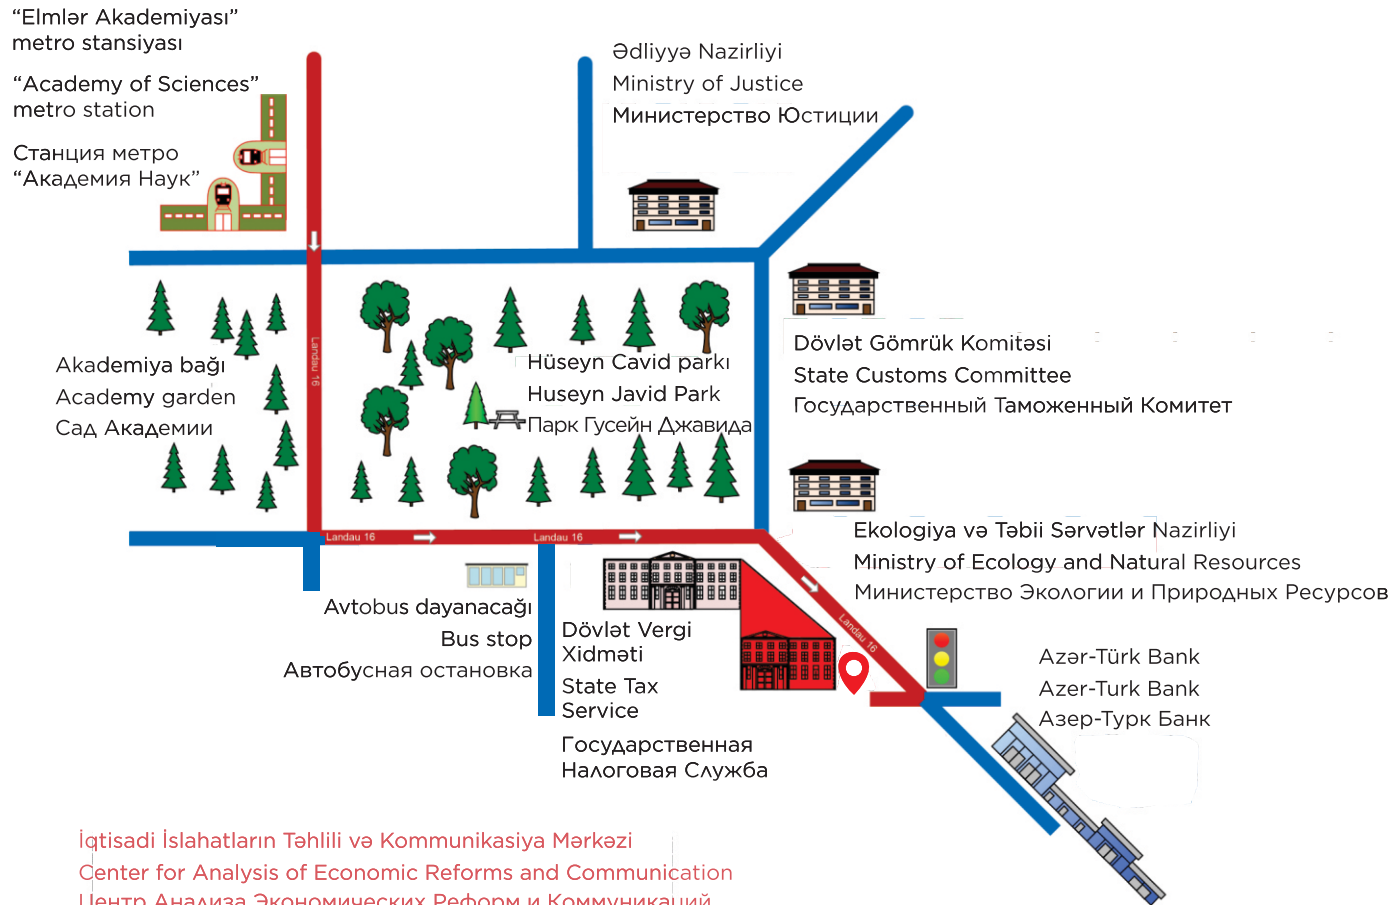 “Elmlər Akademiyası”
metro stansiyası
“Academy of Sciences”
metro station
Станция метро
“Академия Наук”
Ədliyyə Nazirliyi
Ministry of Justice
Министерство Юстиции
Landau 16
Akademiya bağı
Academy garden
Сад Академии
Hüseyn Cavid parkı
Huseyn Javid Park
Парк Гусейн Джавида
Dövlət Gömrük Komitəsi
State Customs Committee
Государственный Таможенный Комитет
Landau 16
Landau 16
Ekologiya və Təbii Sərvətlər Nazirliyi
Ministry of Ecology and Natural Resources
Министерство Экологии и Природных Ресурсов
Landau 16
Avtobus dayanacağı
Bus stop
Автобусная остановка
Dövlət Vergi
Xidməti
State Tax
Service
Государственная
Налоговая Служба
Azər-Türk Bank
Azer-Turk Bank
Азер-Турк Банк
İqtisadi İslahatların Təhlili və Kommunikasiya Mərkəzi
Center for Analysis of Economic Reforms and Communication
Центр Анализа Экономических Реформ и Коммуникаций